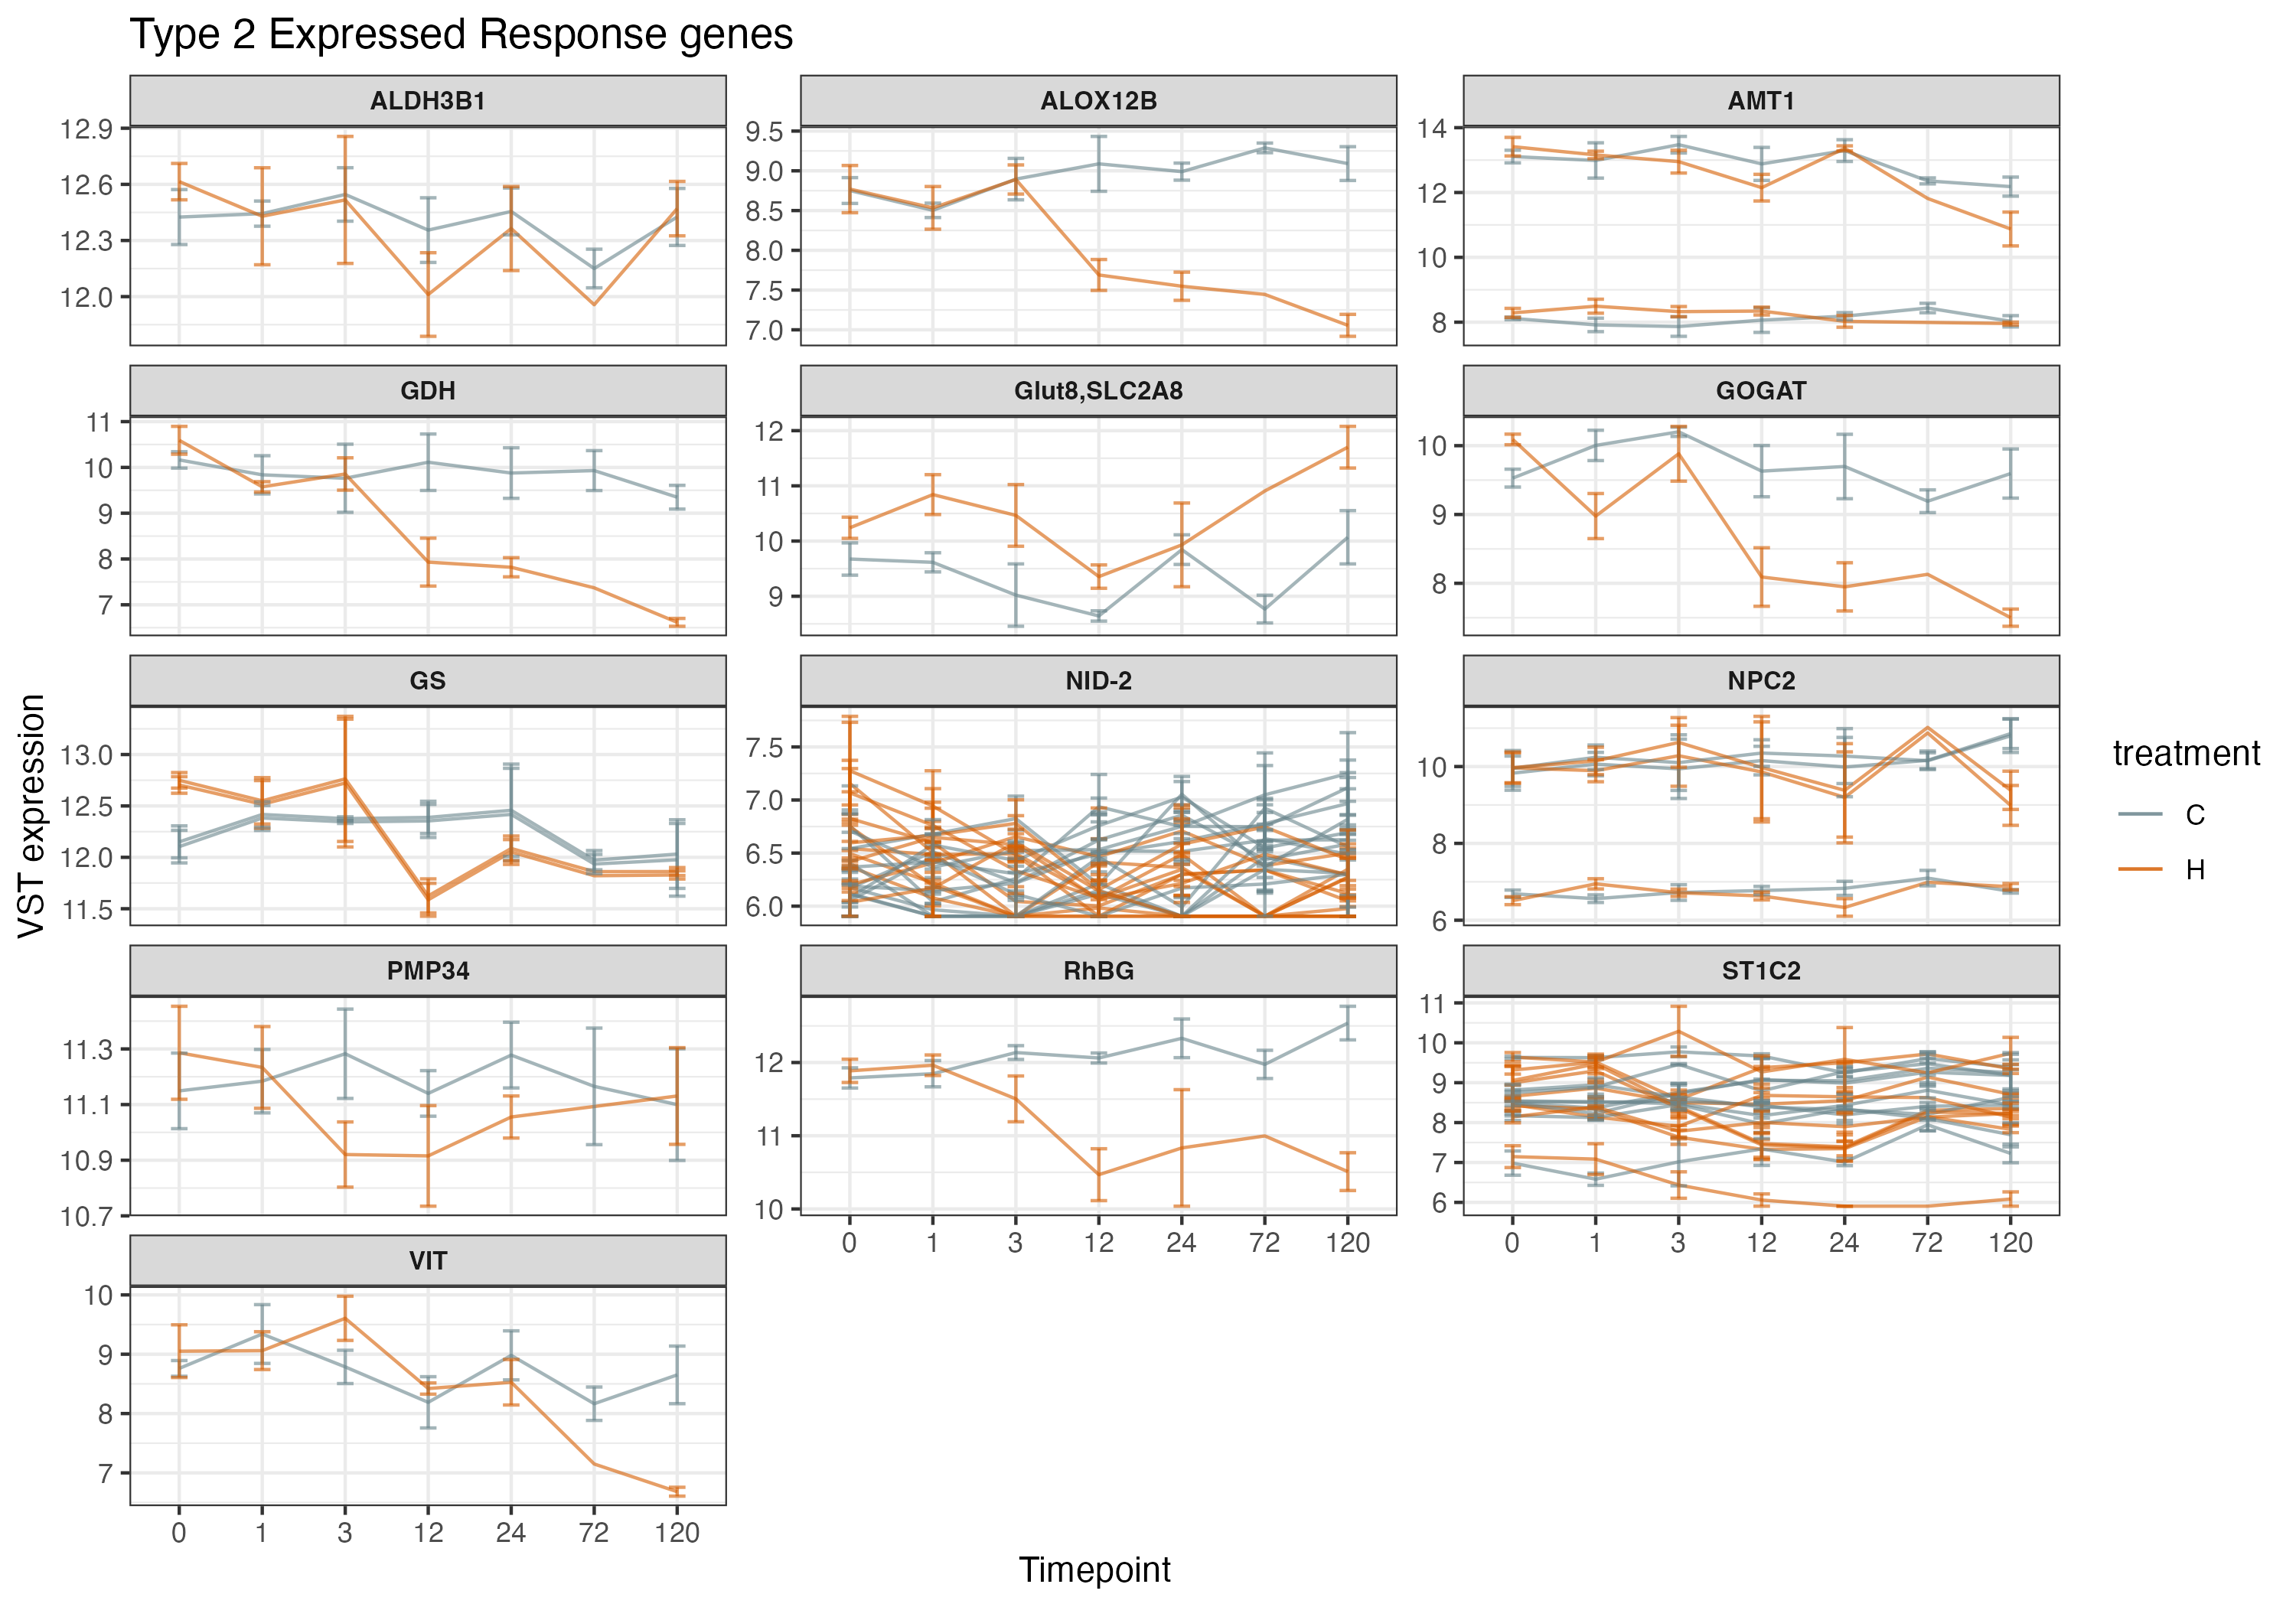 Type 2 Expressed Response genes
ALDH3B1
12.9
12.6
12.3
12.0
ALOX12B
9.5
9.0
8.5
8.0
7.5
7.0
AMT1
14
12
10
8
GDH
11
10
9
8
7
Glut8,SLC2A8
12
11
10
9
GOGAT
10
9
8
GS
13.0
12.5
12.0
11.5
NID-2
7.5
7.0
6.5
6.0
NPC2
10
8
6
PMP34
11.3
11.1
10.9
10.7
RhBG
12
11
10
0 1 3 12 24 72 120
ST1C2
11
10
9
8
7
6
0 1 3 12 24 72 120
VIT
10
9
8
7
0 1 3 12 24 72 120
VST expression
Timepoint
treatment
C
H